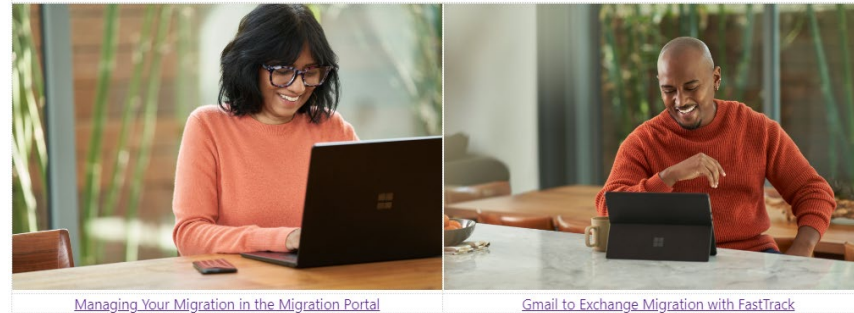 Managing Your Migration in the Migration Portal
Gmail to Exchange Migration with FastTrack